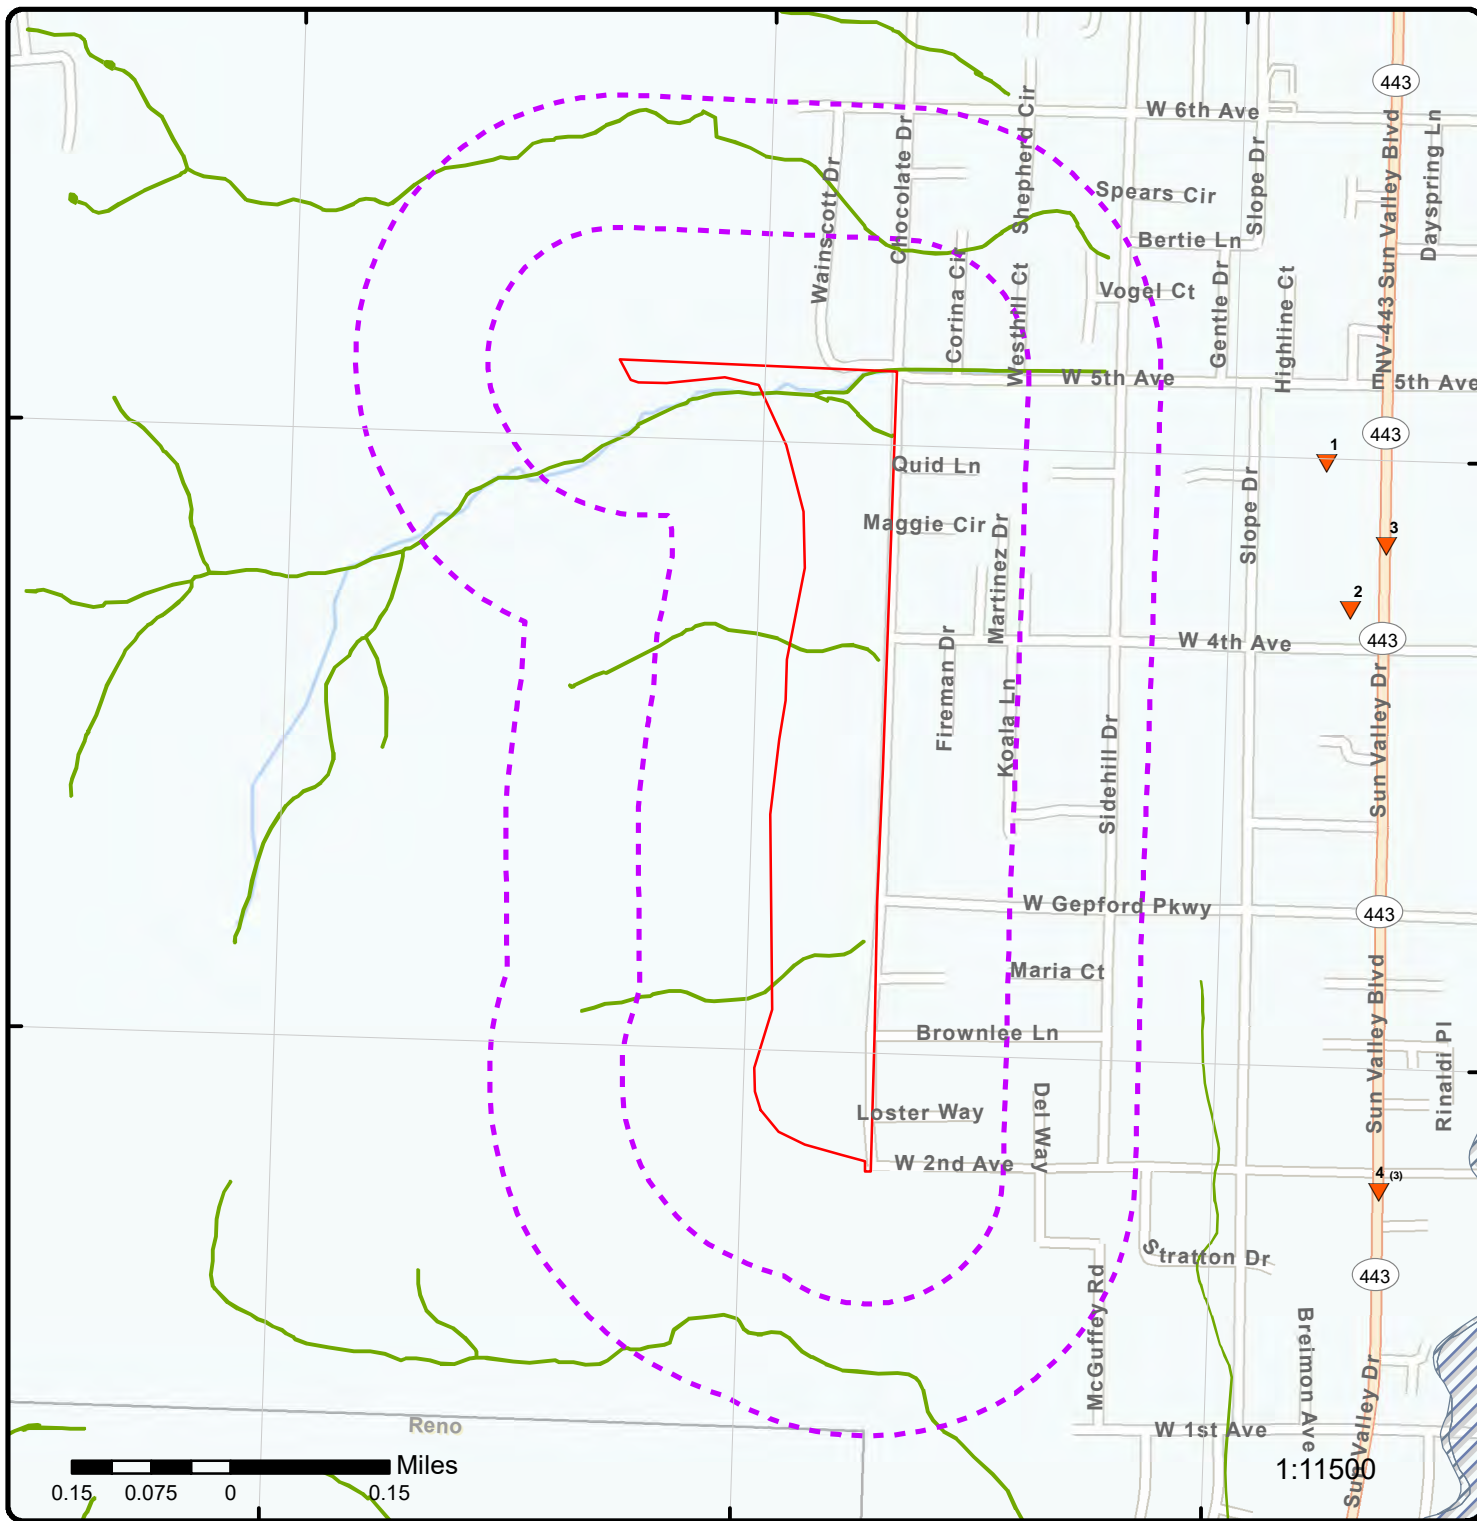 443
W 6th Ave
Wainscott Dr
Chocolate Dr
Shepherd Cir
Slope Dr
NV-443 Sun Valley Blvd
Dayspring Ln
Spears Cir
Bertie Ln
Corina Cir
Westhill Ct
Vogel Ct
Gentle Dr
Highline Ct
W 5th Ave
E 5th Ave
443
1
Quid Ln
Slope Dr
Maggie Cir
Martinez Dr
3
2
443
W 4th Ave
Fireman Dr
Koala Ln
Sidehill Dr
Sun Valley Dr
W Gepford Pkwy
443
Maria Ct
Sun Valley Blvd
Brownlee Ln
Rinaldi Pl
Loster Way
Del Way
W 2nd Ave
4 (3)
Stratton Dr
443
McGuffey Rd
Breimon Ave
Sun Valley Dr
Reno
W 1st Ave
Miles
1:11500
0.15 0.075 0 0.15